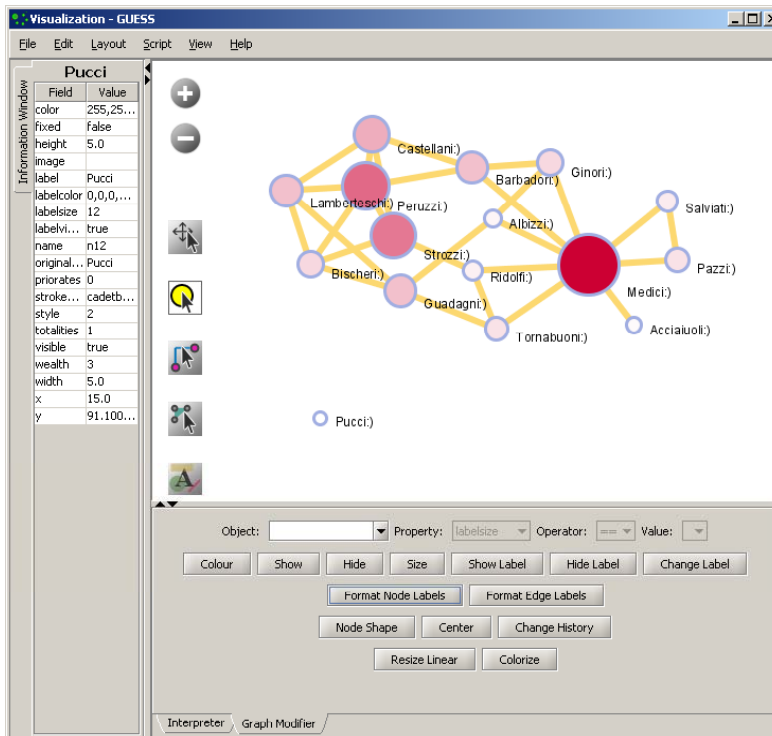 Visualization - GUESS
File Edit Layout Script View Help
Information Window
Pucci
Field Value
color 255,25...
fixed false
height 5.0
image
label Pucci
labelcolor 0,0,0,...
labelsize 12
labelvi... true
name n12
original... Pucci
priorates 0
stroke... cadetb...
style 2
totalities 1
visible true
wealth 3
width 5.0
x 15.0
y 91.100...
Castellani:)
Ginori:)
Barbadori:)
Lamberteschi:) Peruzzi:)
Salviati:)
Albizzi:)
Strozzi:)
Pazzi:)
Bischeri:)
Ridolfi:)
Medici:)
Guadagni:)
Acciaiuoli:)
Tornabuoni:)
Pucci:)
A
Object: Property: labelsize Operator: == Value:
Colour Show Hide Size Show Label Hide Label Change Label
Format Node Labels Format Edge Labels
Node Shape Center Change History
Resize Linear Colorize
Interpreter Graph Modifier